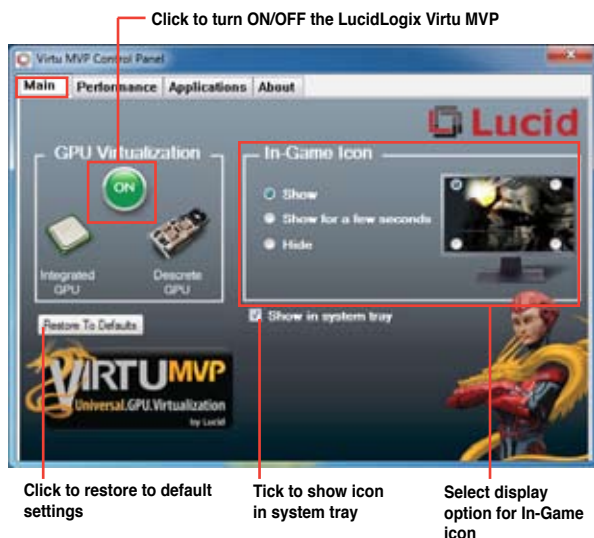 Click to turn ON/OFF the LucidLogix Virtu MVP
Virtu MVP Control Panel
Main Performance Applications About
Lucid
GPU Virtualization
In-Game Icon
ON
Show
Show for a few seconds
Hide
Integrated
GPU
Descrete
GPU
Restore To Defaults
Show in system tray
VIRTU MVP
Universal.GPU.Virtualization
by Lucid
Click to restore to default
settings
Tick to show icon
in system tray
Select display
option for In-Game
icon